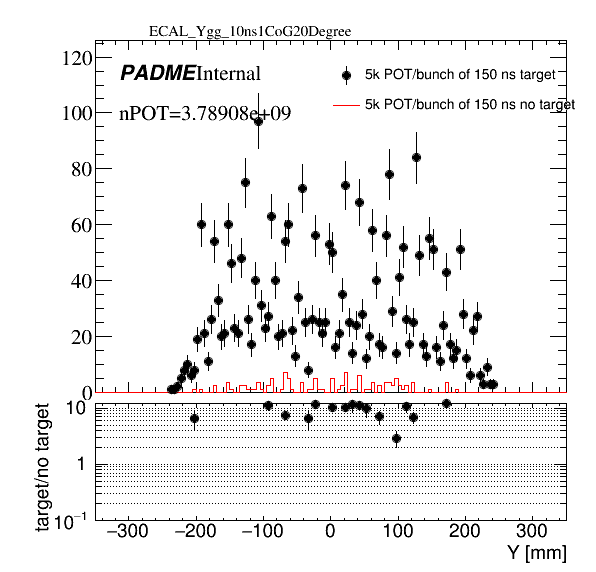 ECAL_Ygg_10ns1CoG20Degree
120
PADME Internal
5k POT/bunch of 150 ns target
5k POT/bunch of 150 ns no target
100
nPOT=3.78908e+09
80
60
40
20
0
10
1
10−1
target/no target
−300 −200 −100 0 100 200 300
Y [mm]